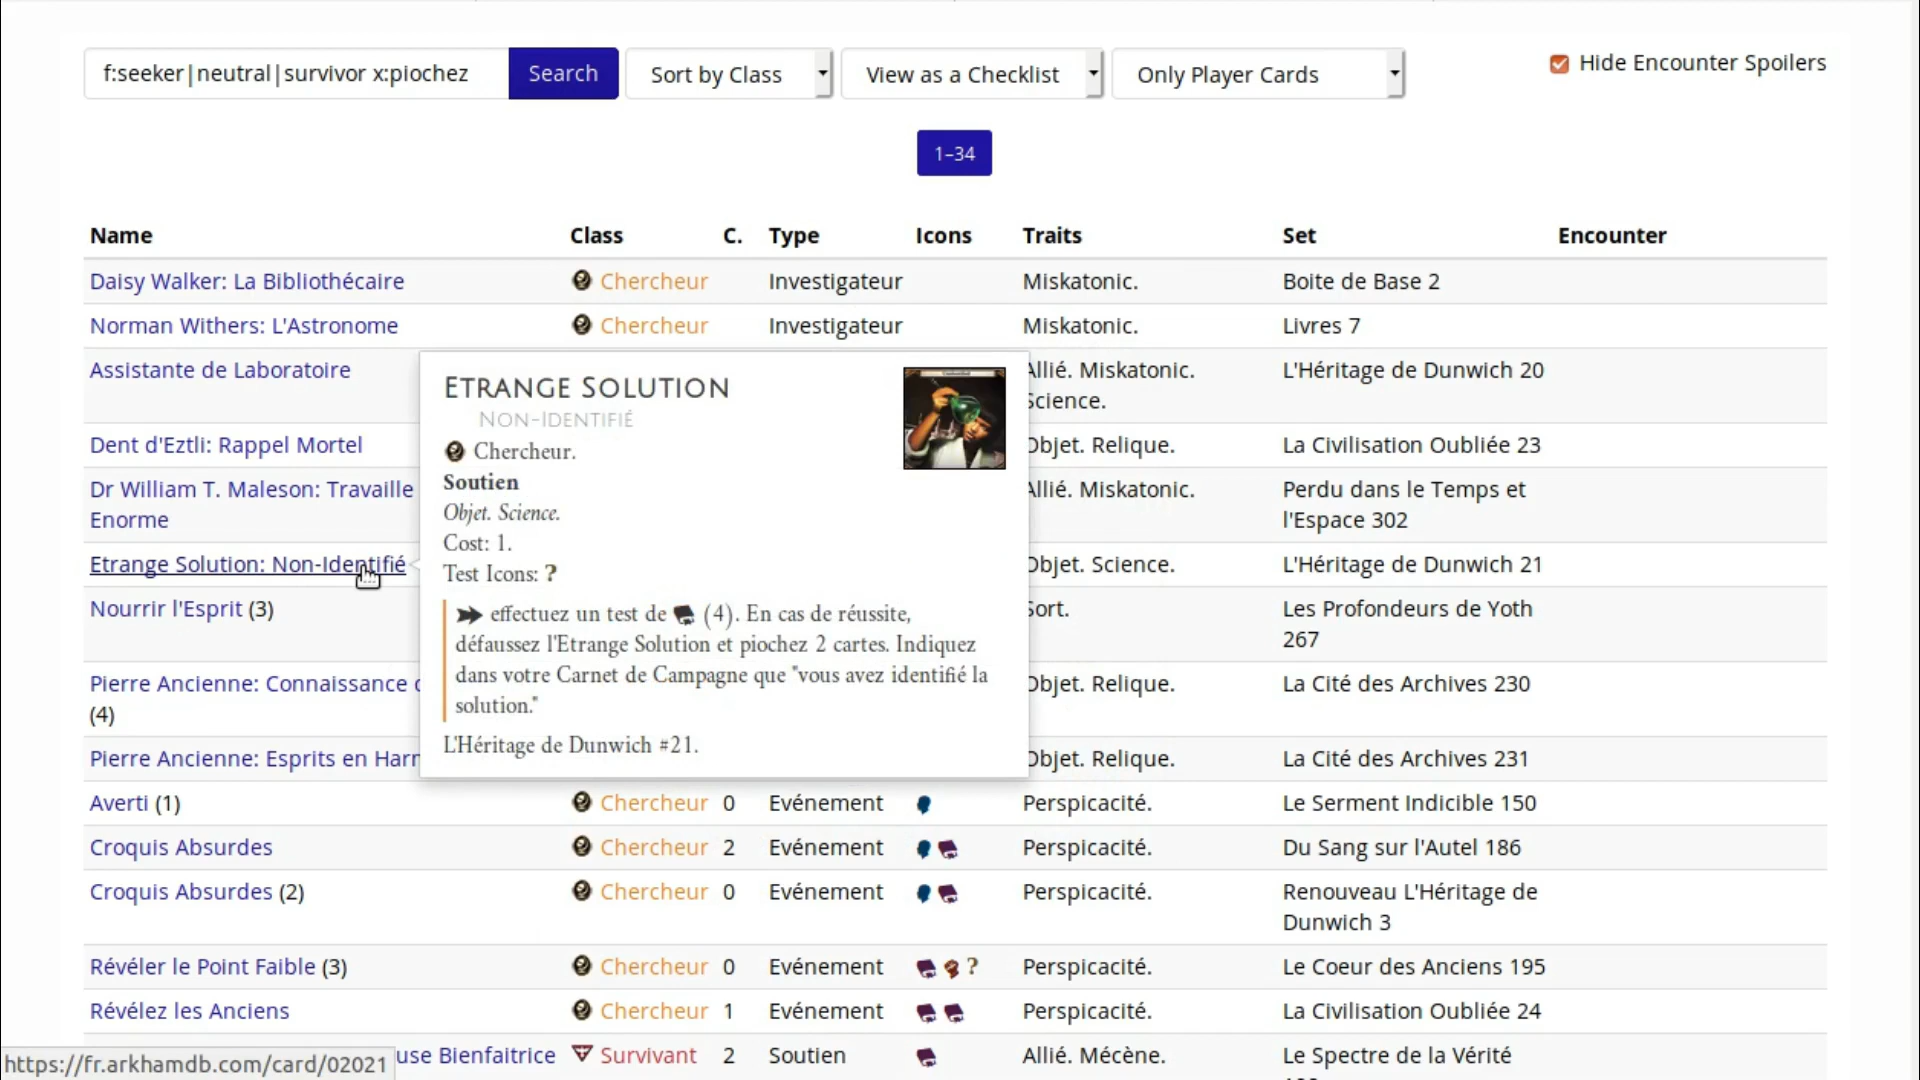 f:seeker|neutral|survivor x:piochez
Search
Sort by Class
View as a Checklist
Only Player Cards
Hide Encounter Spoilers
1–34
Name Class C. Type Icons Traits Set Encounter
Daisy Walker: La Bibliothécaire Chercheur Investigateur Miskatonic. Boite de Base 2
Norman Withers: L'Astronome Chercheur Investigateur Miskatonic. Livres 7
Assistante de Laboratoire Allié. Miskatonic. L'Héritage de Dunwich 20
Science.
Dent d'Eztli: Rappel Mortel Objet. Relique. La Civilisation Oubliée 23
Dr William T. Maleson: Travaille Allié. Miskatonic. Perdu dans le Temps et
Enorme l'Espace 302
Etrange Solution: Non-Identifié Objet. Science. L'Héritage de Dunwich 21
Nourrir l'Esprit (3) Sort. Les Profondeurs de Yoth
267
Pierre Ancienne: Connaissance Objet. Relique. La Cité des Archives 230
(4)
Pierre Ancienne: Esprits en Objet. Relique. La Cité des Archives 231
Etrange Solution
Non-Identifié
Chercheur.
Soutien
Objet. Science.
Cost: 1.
Test Icons: ?
effectuez un test de (4). En cas de réussite,
défaussez l'Etrange Solution et piochez 2 cartes. Indiquez
dans votre Carnet de Campagne que "vous avez identifié la
solution."
L'Héritage de Dunwich #21.
Averti (1) Chercheur 0 Evénement Perspicacité. Le Serment Indicible 150
Croquis Absurdes Chercheur 2 Evénement Perspicacité. Du Sang sur l'Autel 186
Croquis Absurdes (2) Chercheur 0 Evénement Perspicacité. Renouveau L'Héritage de
Dunwich 3
Révéler le Point Faible (3) Chercheur 0 Evénement ? Perspicacité. Le Coeur des Anciens 195
Révélez les Anciens Chercheur 1 Evénement Perspicacité. La Civilisation Oubliée 24
use Bienfaitrice Survivant 2 Soutien Allié. Mécène. Le Spectre de la Vérité
https://fr.arkhamdb.com/card/02021